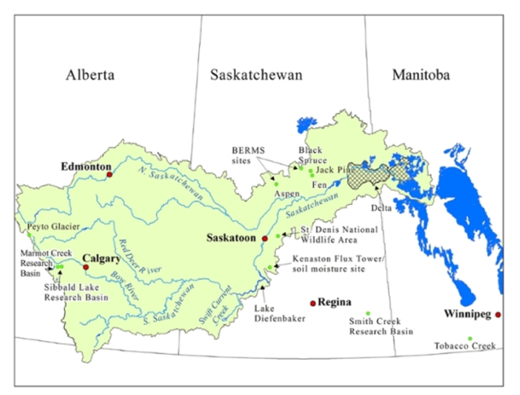 Alberta
Saskatchewan
Manitoba
BERMS
sites
Black
Spruce
Jack Pine
Fen
Aspen
Edmonton
N. Saskatchewan
Saskatchewan
Delta
Peyto Glacier
Saskatoon
St. Denis National
Wildlife Area
Marmot Creek
Research
Basin
Calgary
Red Deer River
Bow River
Kenaston Flux Tower/
soil moisture site
Sibbald Lake
Research Basin
S. Saskatchewan
Swift Current
Creek
Lake
Diefenbaker
Regina
Smith Creek
Research Basin
Winnipeg
Tobacco Creek